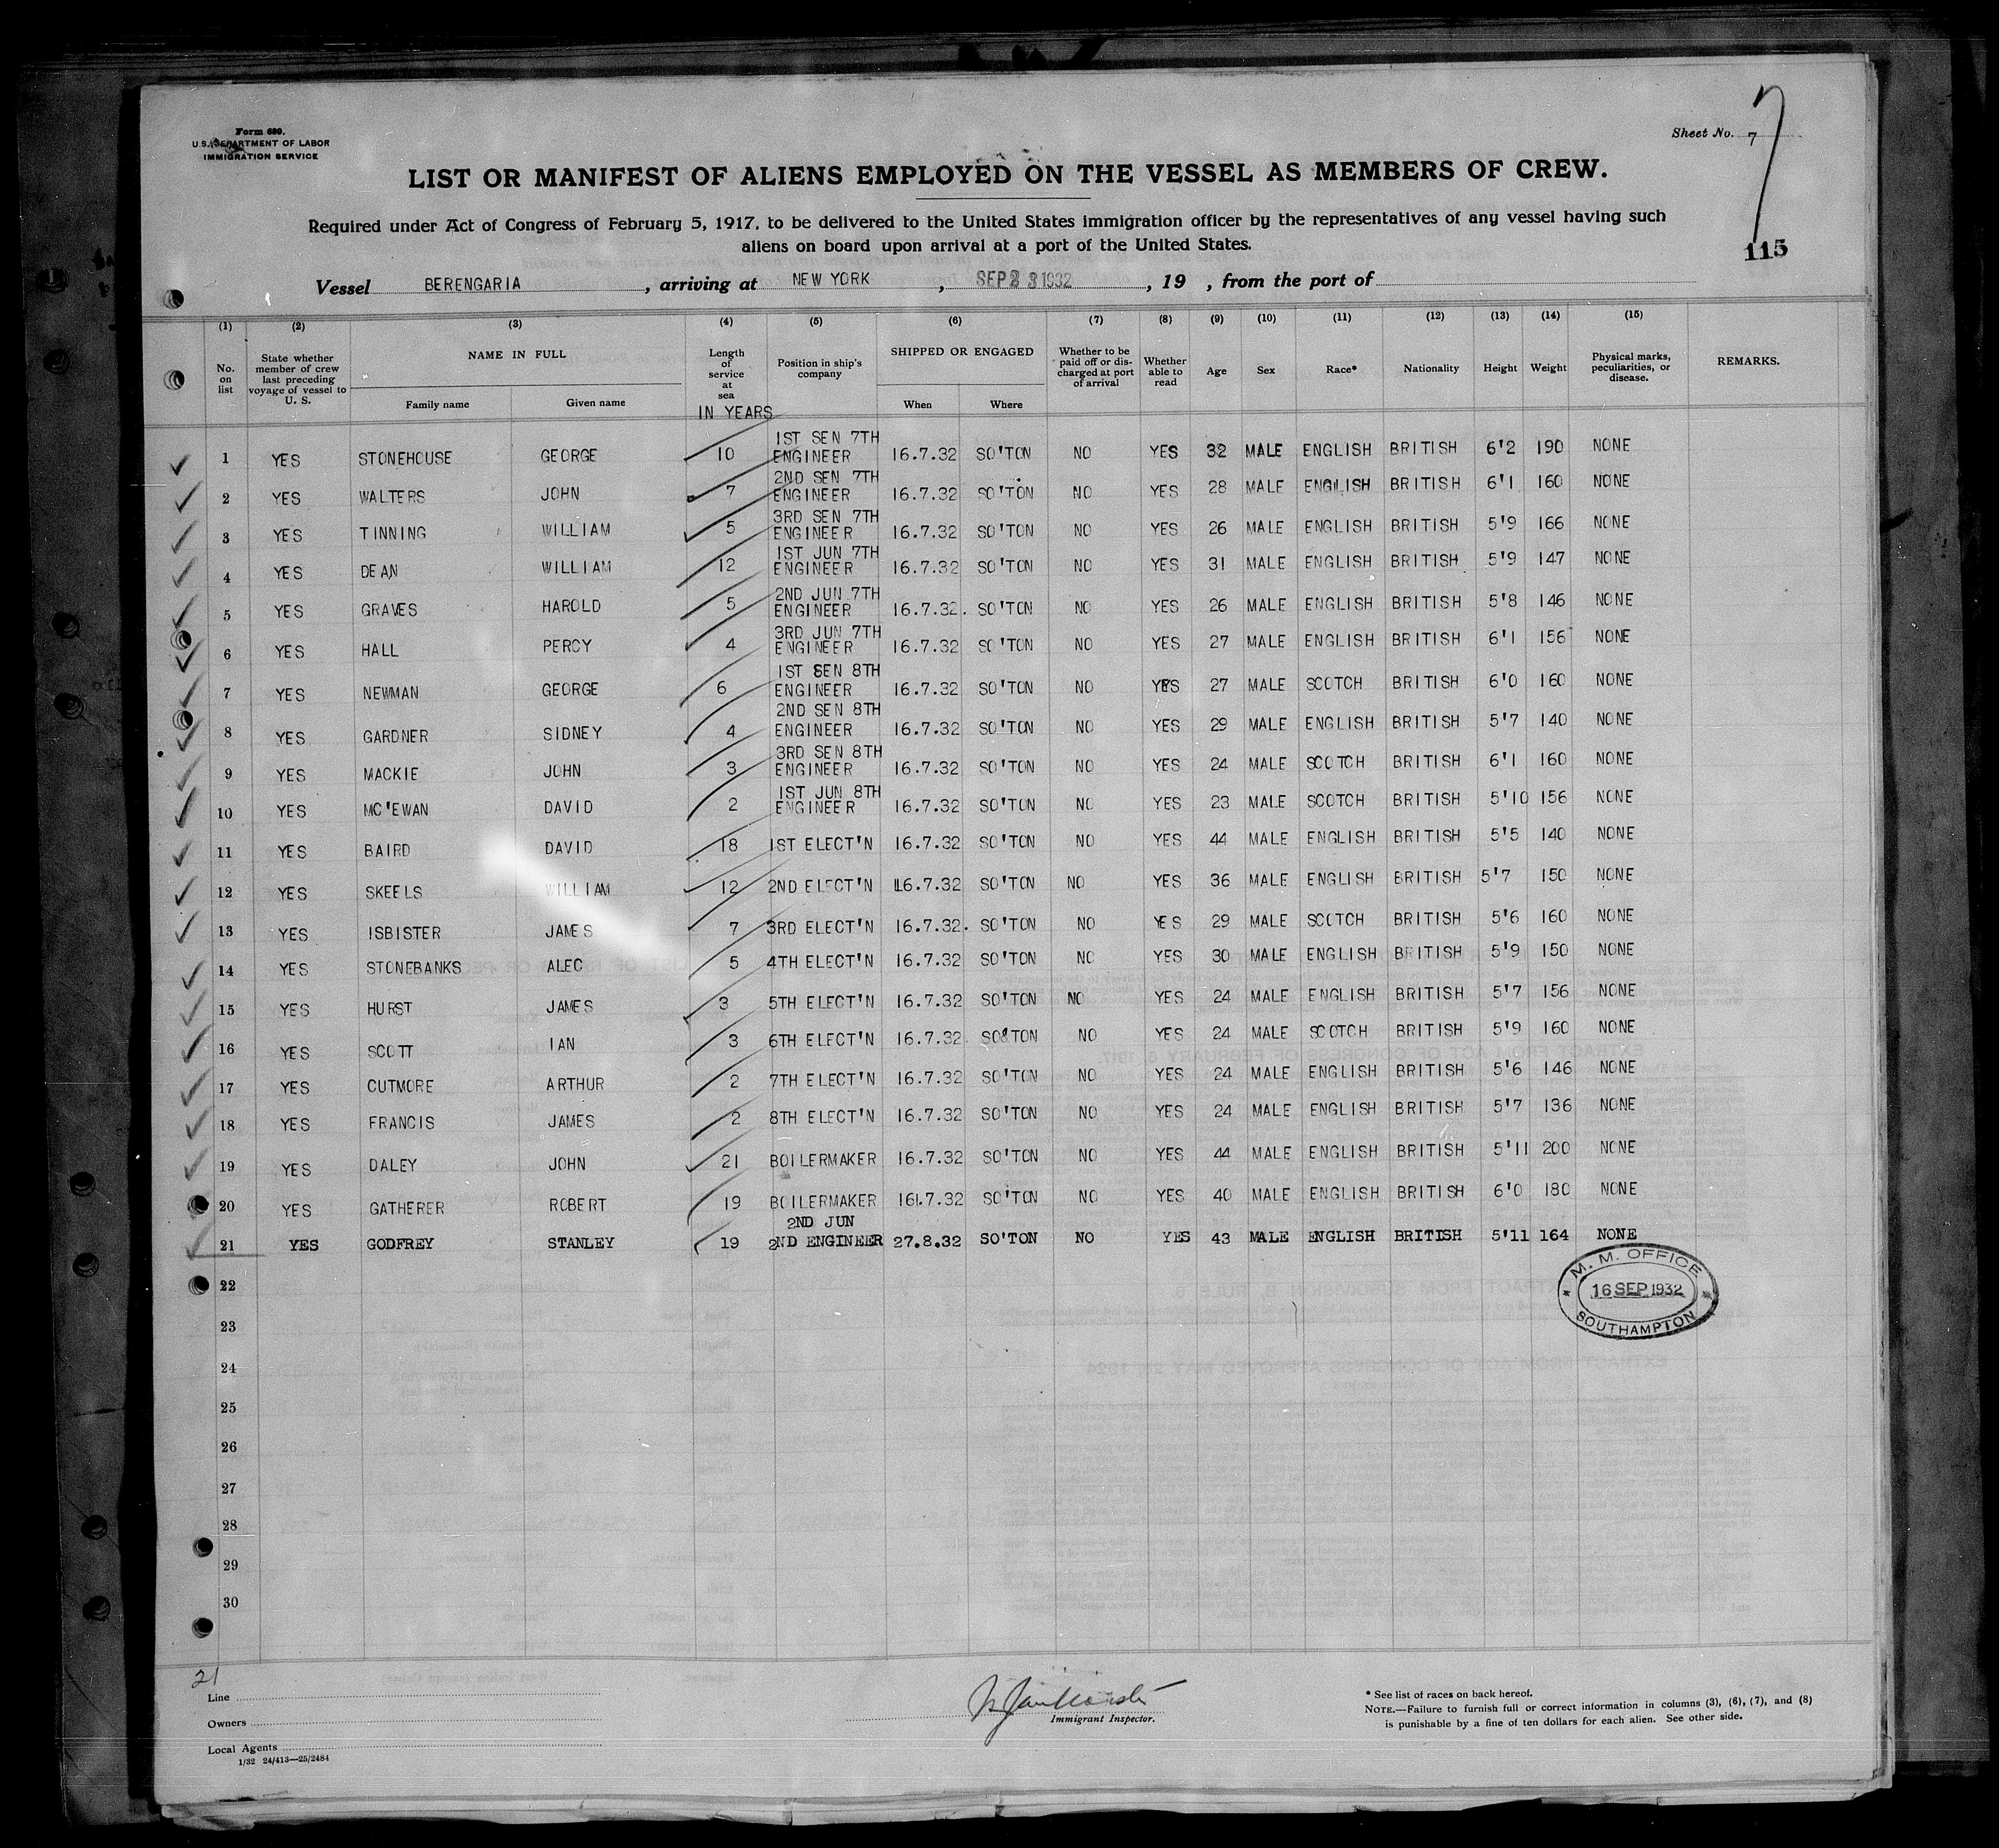 Form 680.
U.S. DEPARTMENT OF LABOR
IMMIGRATION SERVICE
Sheet No. 7
7
LIST OR MANIFEST OF ALIENS EMPLOYED ON THE VESSEL AS MEMBERS OF CREW.
Required under Act of Congress of February 5, 1917, to be delivered to the United States immigration officer by the representatives of any vessel having such
aliens on board upon arrival at a port of the United States.
115
Vessel BERENGARIA, arriving at NEW YORK, SEP 23 1932, 19 , from the port of
(1) (2) (3) (4) (5) (6) (7) (8) (9) (10) (11) (12) (13) (14) (15)
No. on list State whether member of crew last preceding voyage of vessel to U. S. NAME IN FULL Family name Given name Length of service at sea IN YEARS Position in ship's company SHIPPED OR ENGAGED When Where Whether to be paid off or discharged at port of arrival Whether able to read Age Sex Race* Nationality Height Weight Physical marks, peculiarities, or disease. REMARKS.
1 YES STONEHOUSE GEORGE 10 1ST SEN 7TH ENGINEER 16.7.32 SO'TON NO YES 32 MALE ENGLISH BRITISH 6'2 190 NONE
2 YES WALTERS JOHN 7 2ND SEN 7TH ENGINEER 16.7.32 SO'TON NO YES 28 MALE ENGLISH BRITISH 6'1 160 NONE
3 YES TINNING WILLIAM 5 3RD SEN 7TH ENGINEER 16.7.32 SO'TON NO YES 26 MALE ENGLISH BRITISH 5'9 166 NONE
4 YES DEAN WILLIAM 12 1ST JUN 7TH ENGINEER 16.7.32 SO'TON NO YES 31 MALE ENGLISH BRITISH 5'9 147 NONE
5 YES GRAVES HAROLD 5 2ND JUN 7TH ENGINEER 16.7.32. SO'TON NO YES 26 MALE ENGLISH BRITISH 5'8 146 NONE
6 YES HALL PERCY 4 3RD JUN 7TH ENGINEER 16.7.32 SO'TON NO YES 27 MALE ENGLISH BRITISH 6'1 156 NONE
7 YES NEWMAN GEORGE 6 1ST SEN 8TH ENGINEER 16.7.32 SO'TON NO YES 27 MALE SCOTCH BRITISH 6'0 160 NONE
8 YES GARDNER SIDNEY 4 2ND SEN 8TH ENGINEER 16.7.32 SO'TON NO YES 29 MALE ENGLISH BRITISH 5'7 140 NONE
9 YES MACKIE JOHN 3 3RD SEN 8TH ENGINEER 16.7.32 SO'TON NO YES 24 MALE SCOTCH BRITISH 6'1 160 NONE
10 YES MC'EWAN DAVID 2 1ST JUN 8TH ENGINEER 16.7.32 SO'TON NO YES 23 MALE SCOTCH BRITISH 5'10 156 NONE
11 YES BAIRD DAVID 18 1ST ELECT'N 16.7.32 SO'TON NO YES 44 MALE ENGLISH BRITISH 5'5 140 NONE
12 YES SKEELS WILLIAM 12 2ND ELECT'N 16.7.32 SO'TON NO YES 36 MALE ENGLISH BRITISH 5'7 150 NONE
13 YES ISBISTER JAMES 7 3RD ELECT'N 16.7.32. SO'TON NO YES 29 MALE SCOTCH BRITISH 5'6 160 NONE
14 YES STONEBANKS ALEC 5 4TH ELECT'N 16.7.32 SO'TON NO YES 30 MALE ENGLISH BRITISH 5'9 150 NONE
15 YES HURST JAMES 3 5TH ELECT'N 16.7.32 SO'TON NO YES 24 MALE ENGLISH BRITISH 5'7 156 NONE
16 YES SCOTT IAN 3 6TH ELECT'N 16.7.32. SO&TON NO YES 24 MALE SCOTCH BRITISH 5'9 160 NONE
17 YES CUTMORE ARTHUR 2 7TH ELECT'N 16.7.32 SO'TON NO YES 24 MALE ENGLISH BRITISH 5'6 146 NONE
18 YES FRANCIS JAMES 2 8TH ELECT'N 16.7.32 SO'TON NO YES 24 MALE ENGLISH BRITISH 5'7 136 NONE
19 YES DALEY JOHN 21 BOILERMAKER 16.7.32 SO'TON NO YES 44 MALE ENGLISH BRITISH 5'11 200 NONE
20 YES GATHERER ROBERT 19 BOILERMAKER 16.7.32 SO'TON NO YES 40 MALE ENGLISH BRITISH 6'0 180 NONE
21 YES GODFREY STANLEY 19 2ND JUN 2ND ENGINEER 27.8.32 SO'TON NO YES 43 MALE ENGLISH BRITISH 5'11 164 NONE
M. M. OFFICE
16 SEP 1932
SOUTHAMPTON
22
23
24
25
26
27
28
29
30
21
Line
Owners
Local Agents
1/32 24/413—25/2484
Immigrant Inspector.
* See list of races on back hereof.
NOTE.—Failure to furnish full or correct information in columns (3), (6), (7), and (8)
is punishable by a fine of ten dollars for each alien. See other side.